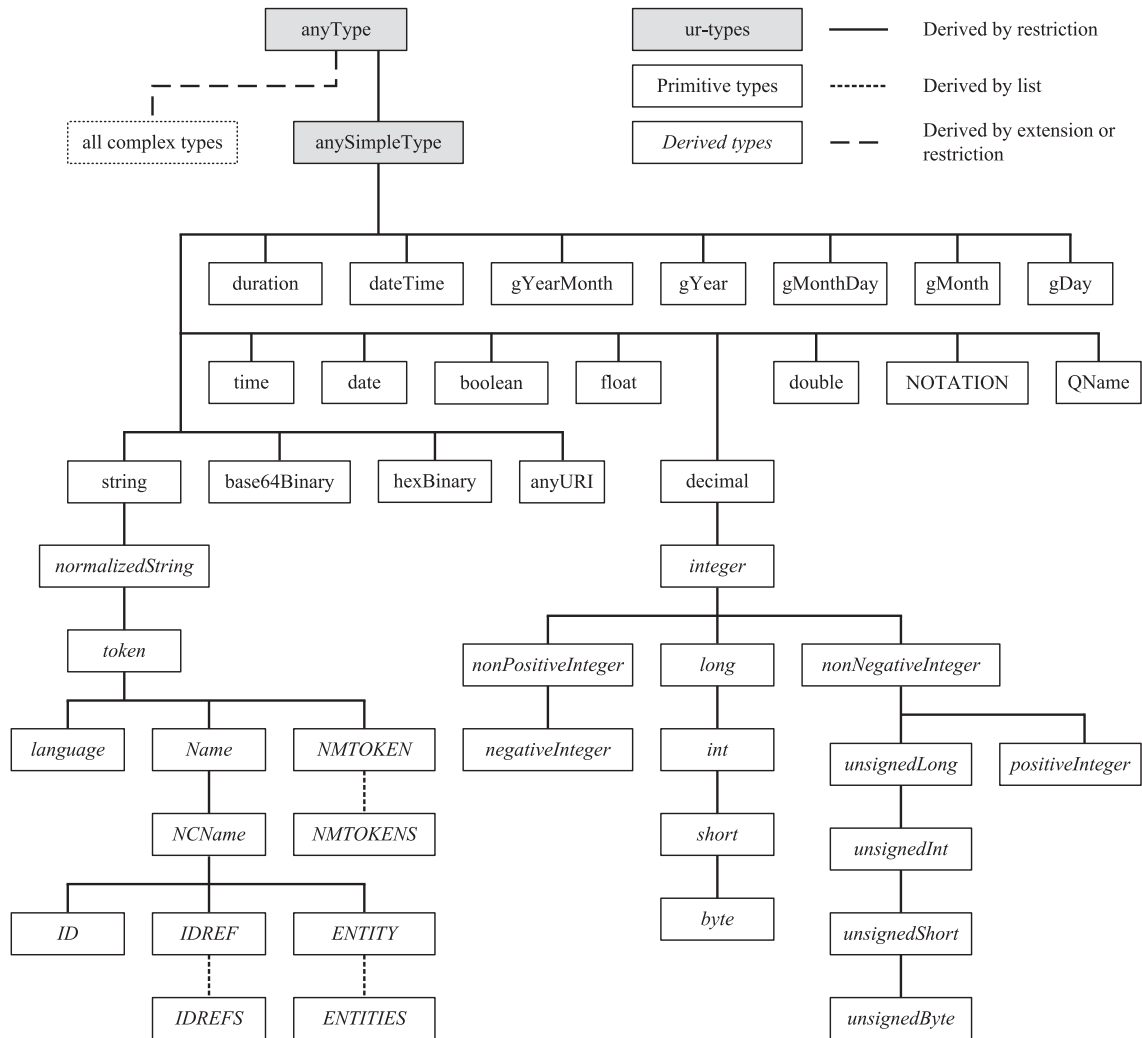 anyType
ur-types
Derived by restriction
Primitive types
Derived by list
all complex types
anySimpleType
Derived types
Derived by extension or
restriction
duration
dateTime
gYearMonth
gYear
gMonthDay
gMonth
gDay
time
date
boolean
float
double
NOTATION
QName
string
base64Binary
hexBinary
anyURI
decimal
normalizedString
integer
token
nonPositiveInteger
long
nonNegativeInteger
language
Name
NMTOKEN
negativeInteger
int
unsignedLong
positiveInteger
NCName
NMTOKENS
short
unsignedInt
ID
IDREF
ENTITY
byte
unsignedShort
IDREFS
ENTITIES
unsignedByte